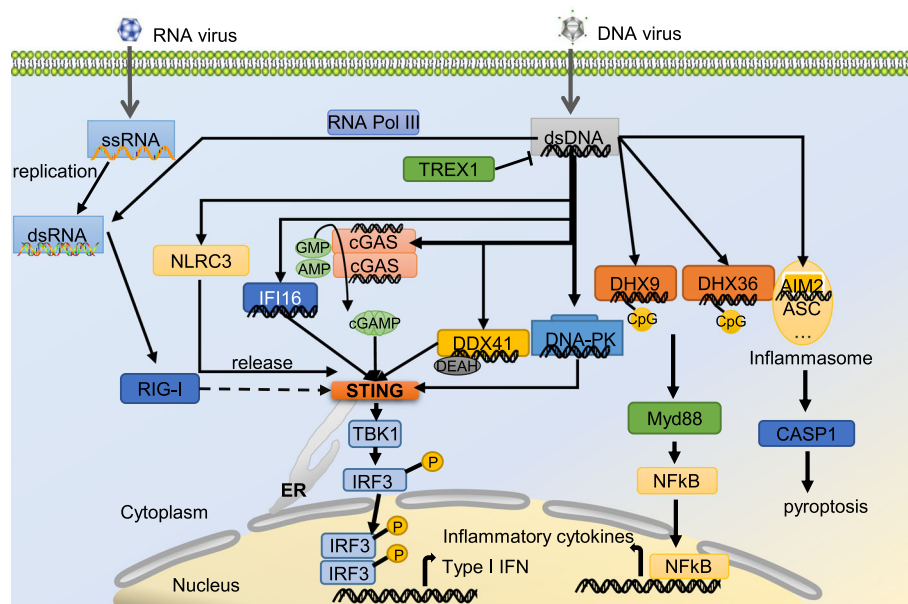 RNA virus
DNA virus
ssRNA
RNA Pol III
dsDNA
replication
TREX1
dsRNA
NLRC3
GMP
cGAS
AMP
cGAS
IFI16
DHX9
DHX36
AIM2
CpG
CpG
ASC
...
cGAMP
DDX41
DNA-PK
DEAH
Inflammasome
release
RIG-I
STING
TBK1
Myd88
CASP1
P
IRF3
NFkB
ER
pyroptosis
Cytoplasm
P
IRF3
P
IRF3
Inflammatory cytokines
Type I IFN
NFkB
Nucleus